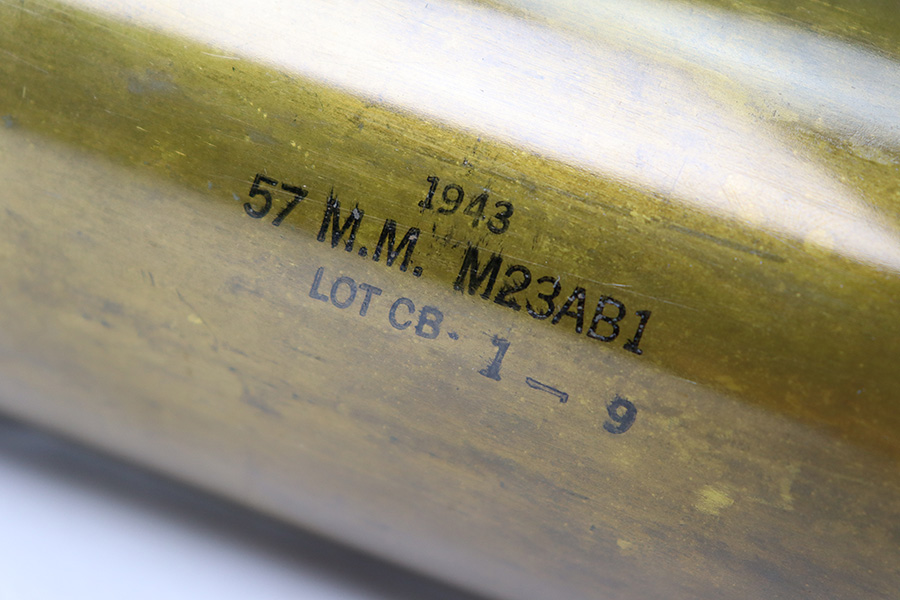 1943
57 M.M. M23AB1
LOT CB- 1 - 9